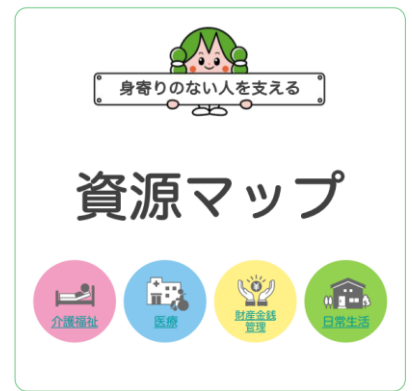 身寄りのない人を支える
資源マップ
介護福祉
医療
財産金銭
管理
日常生活